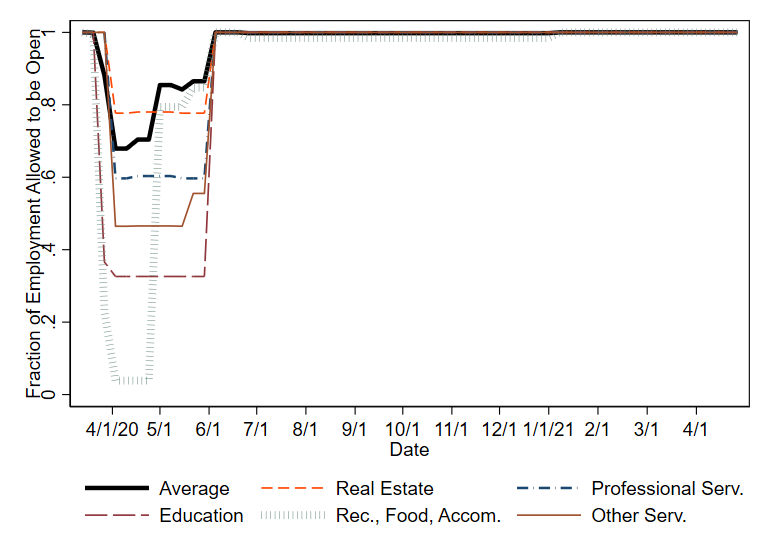 Fraction of Employment Allowed to be Open
1
.8
.6
.4
.2
0
4/1/20 5/1 6/1 7/1 8/1 9/1 10/1 11/1 12/1 1/1/21 2/1 3/1 4/1
Date
Average Real Estate Professional Serv.
Education Rec., Food, Accom. Other Serv.